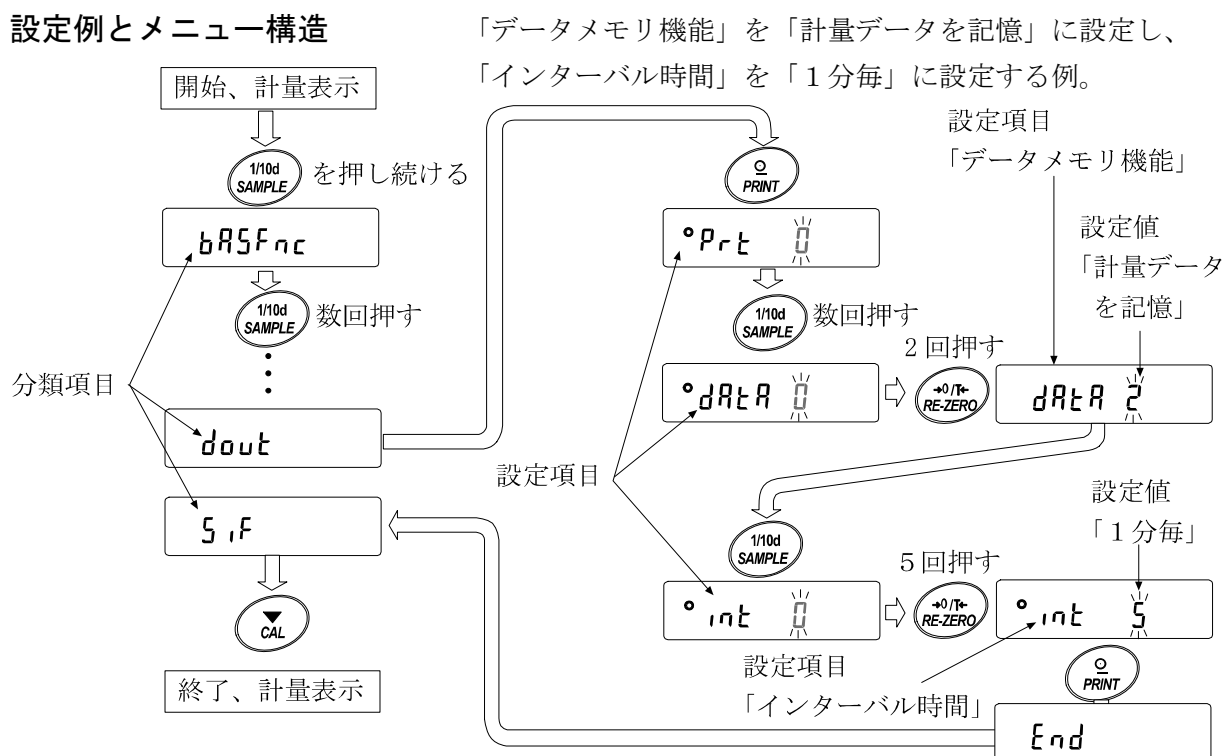 設定例とメニュー構造
「データメモリ機能」を「計量データを記憶」に設定し、
「インターバル時間」を「１分毎」に設定する例。
開始、計量表示
1/10d
SAMPLE
を押し続ける
bASFnc
1/10d
SAMPLE
数回押す
分類項目
dout
SiF
CAL
終了、計量表示
PRINT
Prt 0
1/10d
SAMPLE
数回押す
dAtA 0
２回押す
→0/T←
RE-ZERO
設定項目
「データメモリ機能」
設定値
「計量データ
を記憶」
dAtA 2
設定項目
1/10d
SAMPLE
int 0
５回押す
→0/T←
RE-ZERO
設定値
「１分毎」
int 5
設定項目
「インターバル時間」
PRINT
End